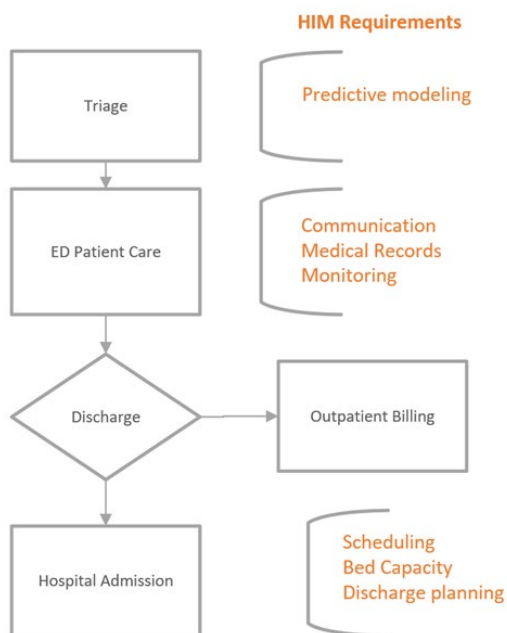 HIM Requirements
Triage
Predictive modeling
ED Patient Care
Communication
Medical Records
Monitoring
Discharge
Outpatient Billing
Hospital Admission
Scheduling
Bed Capacity
Discharge planning